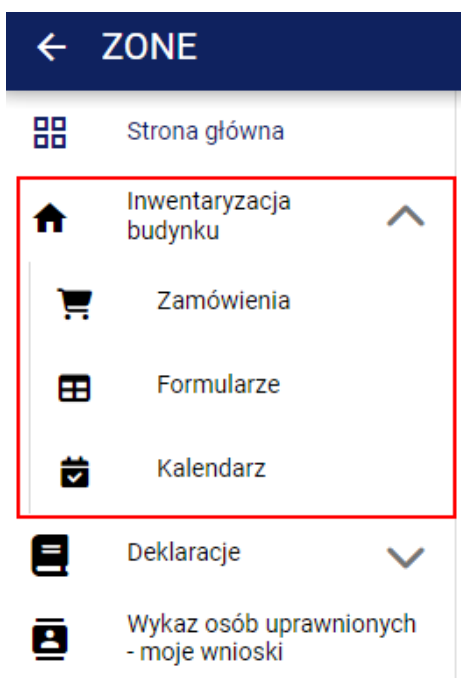 ZONE
Strona główna
Inwentaryzacja
budynku
Zamówienia
Formularze
Kalendarz
Deklaracje
Wykaz osób uprawnionych
- moje wnioski